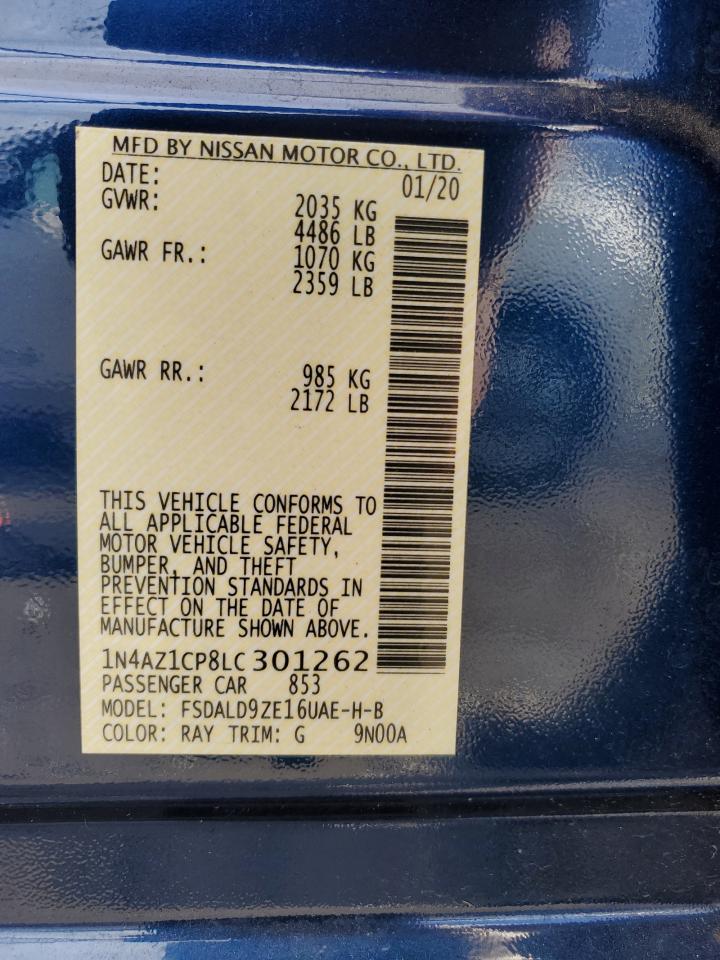 MFD BY NISSAN MOTOR CO., LTD.
DATE: 01/20
GVWR: 2035 KG
4486 LB
GAWR FR.: 1070 KG
2359 LB
GAWR RR.: 985 KG
2172 LB
THIS VEHICLE CONFORMS TO
ALL APPLICABLE FEDERAL
MOTOR VEHICLE SAFETY,
BUMPER, AND THEFT
PREVENTION STANDARDS IN
EFFECT ON THE DATE OF
MANUFACTURE SHOWN ABOVE.
1N4AZ1CP8LC301262
PASSENGER CAR 853
MODEL: FSDALD9ZE16UAE-H-B
COLOR: RAY TRIM: G 9N00A